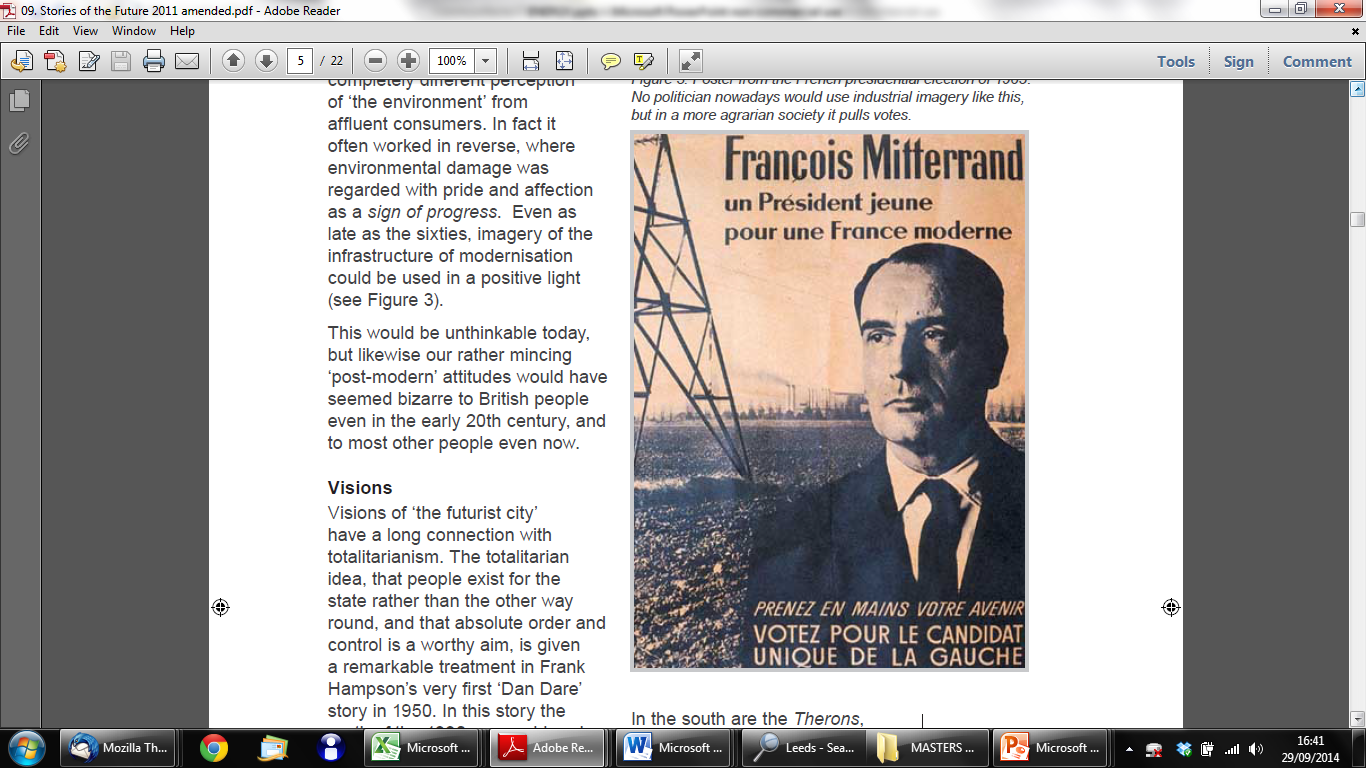 09. Stories of the Future 2011 amended.pdf - Adobe Reader
File Edit View Window Help
5 / 22 100% Tools Sign Comment
completely different perception
of ‘the environment’ from
affluent consumers. In fact it
often worked in reverse, where
environmental damage was
regarded with pride and affection
as a sign of progress. Even as
late as the sixties, imagery of the
infrastructure of modernisation
could be used in a positive light
(see Figure 3).
This would be unthinkable today,
but likewise our rather mincing
‘post-modern’ attitudes would have
seemed bizarre to British people
even in the early 20th century, and
to most other people even now.
Visions
Visions of ‘the futurist city’
have a long connection with
totalitarianism. The totalitarian
idea, that people exist for the
state rather than the other way
round, and that absolute order and
control is a worthy aim, is given
a remarkable treatment in Frank
Hampson’s very first ‘Dan Dare’
story in 1950. In this story the
Figure 3. Poster from the French presidential election of 1965.
No politician nowadays would use industrial imagery like this,
but in a more agrarian society it pulls votes.
François Mitterrand
un Président jeune
pour une France moderne
PRENEZ EN MAINS VOTRE AVENIR
VOTEZ POUR LE CANDIDAT
UNIQUE DE LA GAUCHE
In the south are the Therons,
Mozilla Th... Microsoft ... Adobe Re... Microsoft ... Leeds - Sea... MASTERS ... Microsoft ... 16:41
29/09/2014